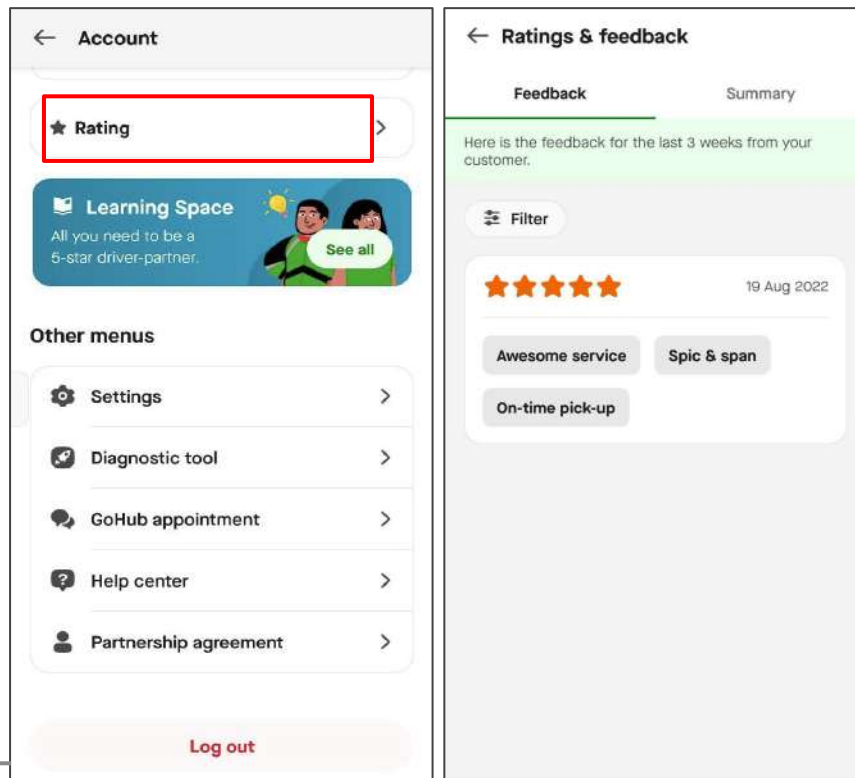 Account
Rating
Learning Space
All you need to be a
5-star driver-partner.
See all
Other menus
Settings
Diagnostic tool
GoHub appointment
Help center
Partnership agreement
Log out
Ratings & feedback
Feedback
Summary
Here is the feedback for the last 3 weeks from your
customer.
Filter
19 Aug 2022
Awesome service
Spic & span
On-time pick-up